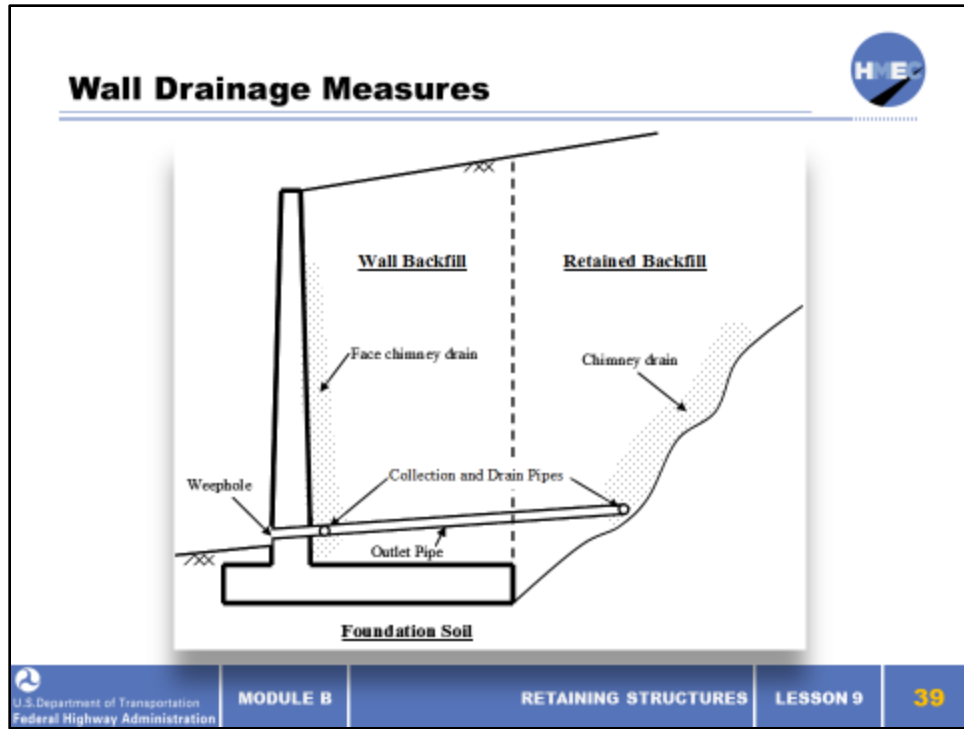 Wall Drainage Measures
HMEC
Wall Backfill
Retained Backfill
Face chimney drain
Chimney drain
Weephole
Collection and Drain Pipes
Outlet Pipe
Foundation Soil
U.S.Department of Transportation
Federal Highway Administration
MODULE B
RETAINING STRUCTURES
LESSON 9
39